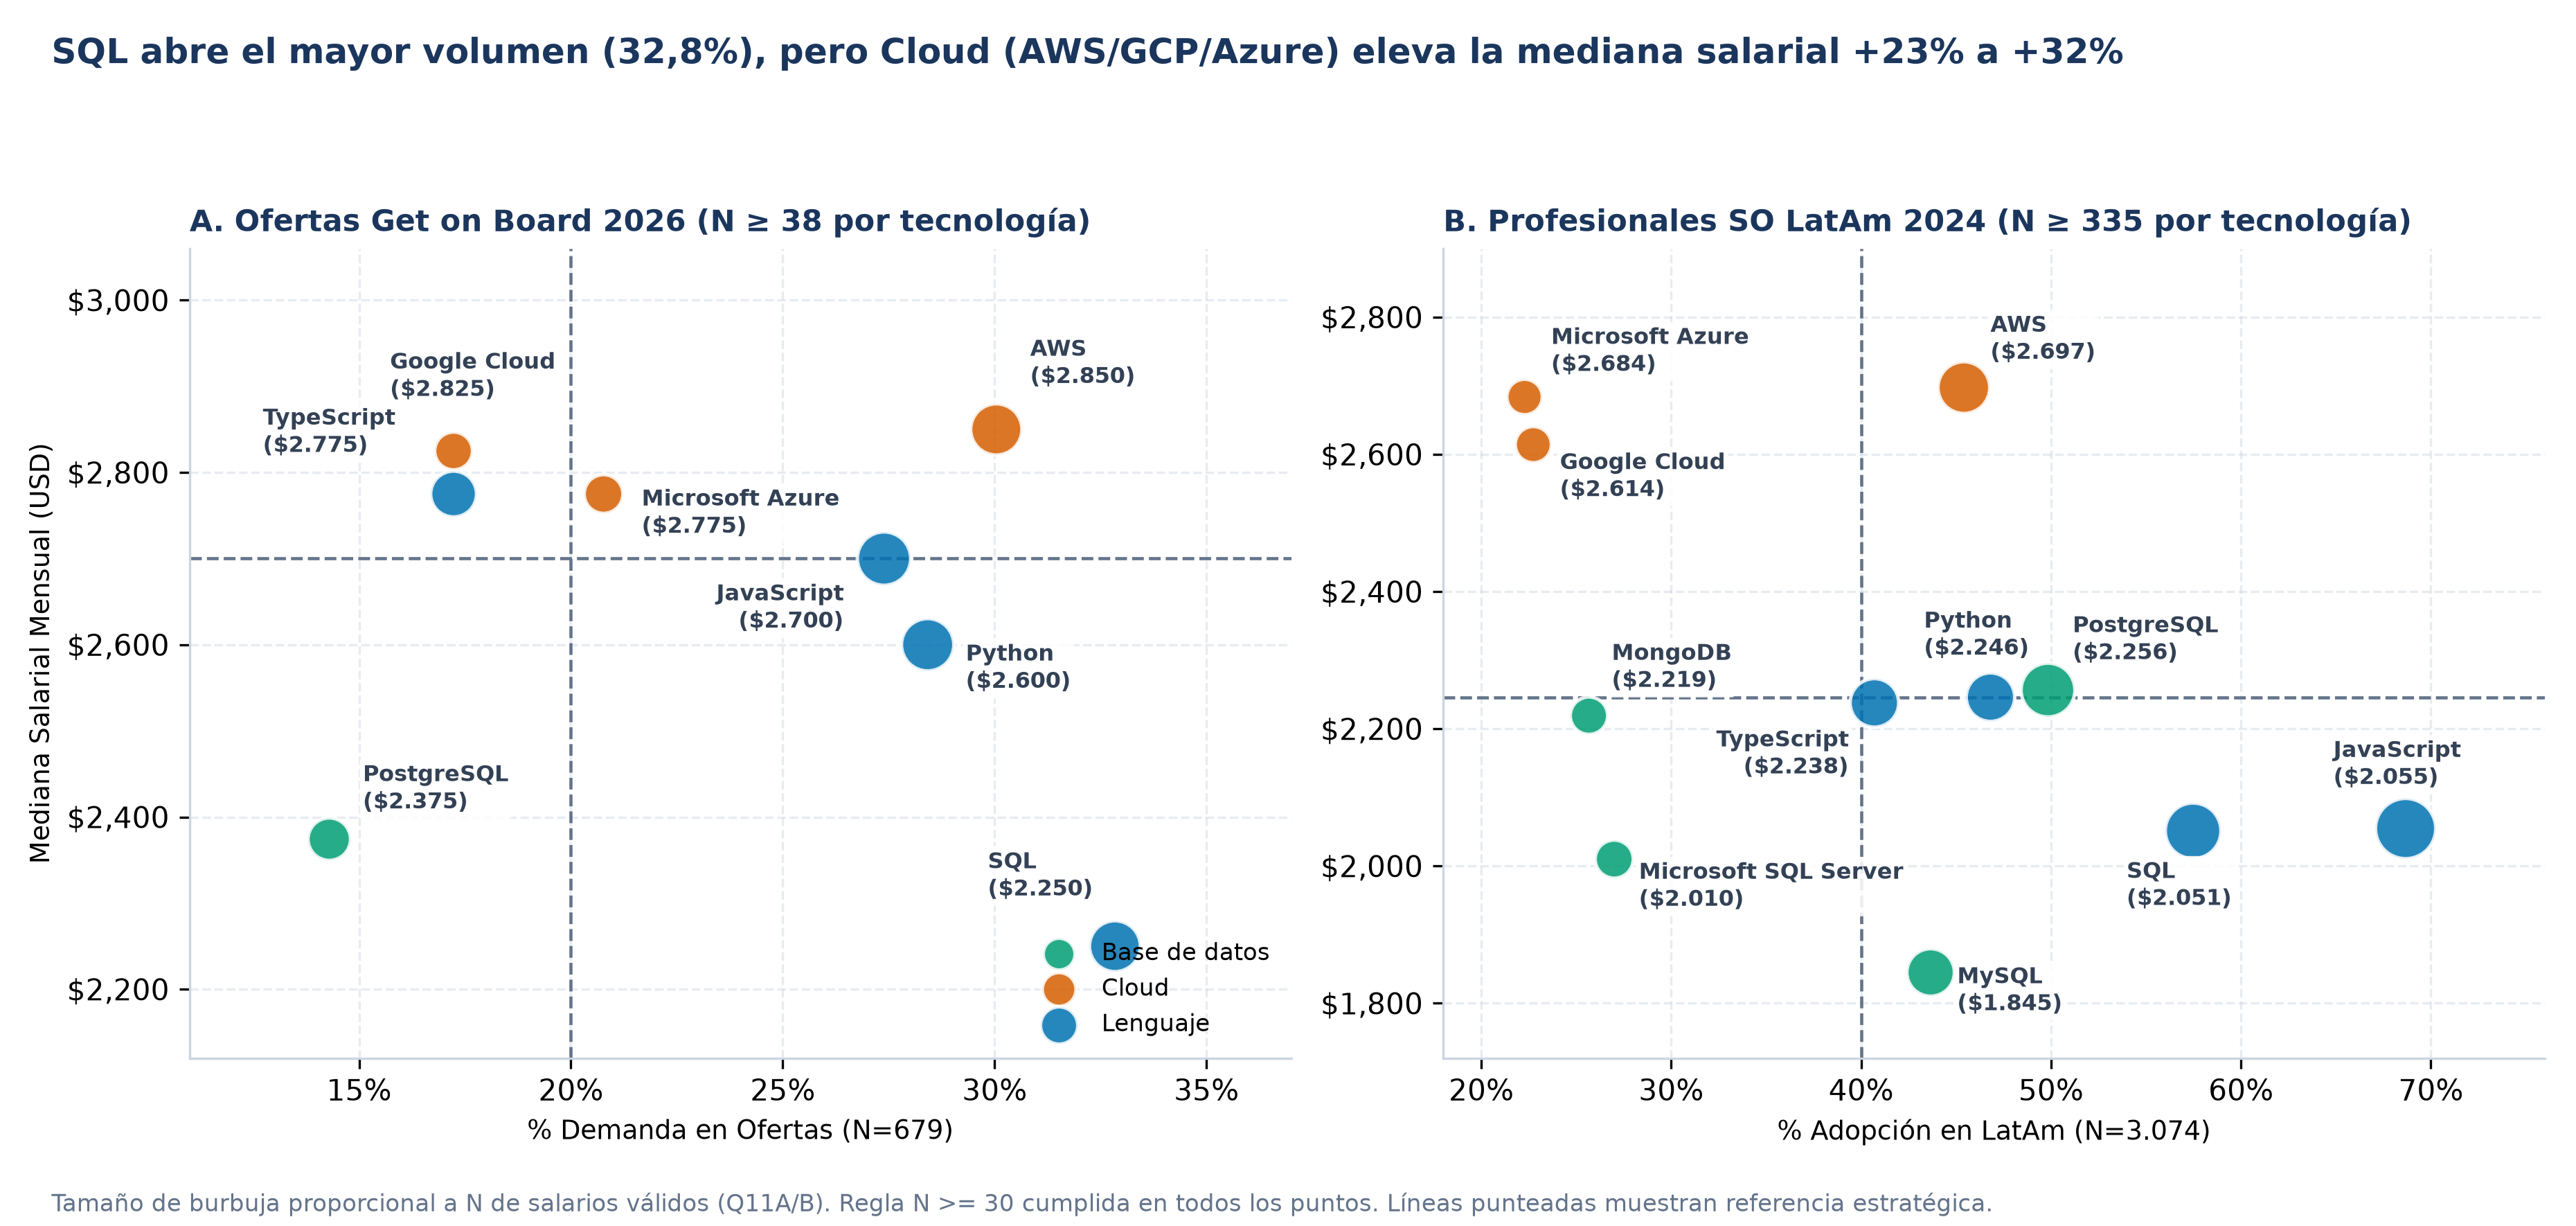 SQL abre el mayor volumen (32,8%), pero Cloud (AWS/GCP/Azure) eleva la mediana salarial +23% a +32%
A. Ofertas Get on Board 2026 (N ≥ 38 por tecnología)
Mediana Salarial Mensual (USD)
$3,000
$2,800
$2,600
$2,400
$2,200
Google Cloud
($2.825)
TypeScript
($2.775)
AWS
($2.850)
Microsoft Azure
($2.775)
JavaScript
($2.700)
Python
($2.600)
PostgreSQL
($2.375)
SQL
($2.250)
Base de datos
Cloud
Lenguaje
15%
20%
25%
30%
35%
% Demanda en Ofertas (N=679)
B. Profesionales SO LatAm 2024 (N ≥ 335 por tecnología)
$2,800
$2,600
$2,400
$2,200
$2,000
$1,800
Microsoft Azure
($2.684)
AWS
($2.697)
Google Cloud
($2.614)
Python
($2.246)
PostgreSQL
($2.256)
MongoDB
($2.219)
TypeScript
($2.238)
JavaScript
($2.055)
Microsoft SQL Server
($2.010)
SQL
($2.051)
MySQL
($1.845)
20%
30%
40%
50%
60%
70%
% Adopción en LatAm (N=3.074)
Tamaño de burbuja proporcional a N de salarios válidos (Q11A/B). Regla N >= 30 cumplida en todos los puntos. Líneas punteadas muestran referencia estratégica.